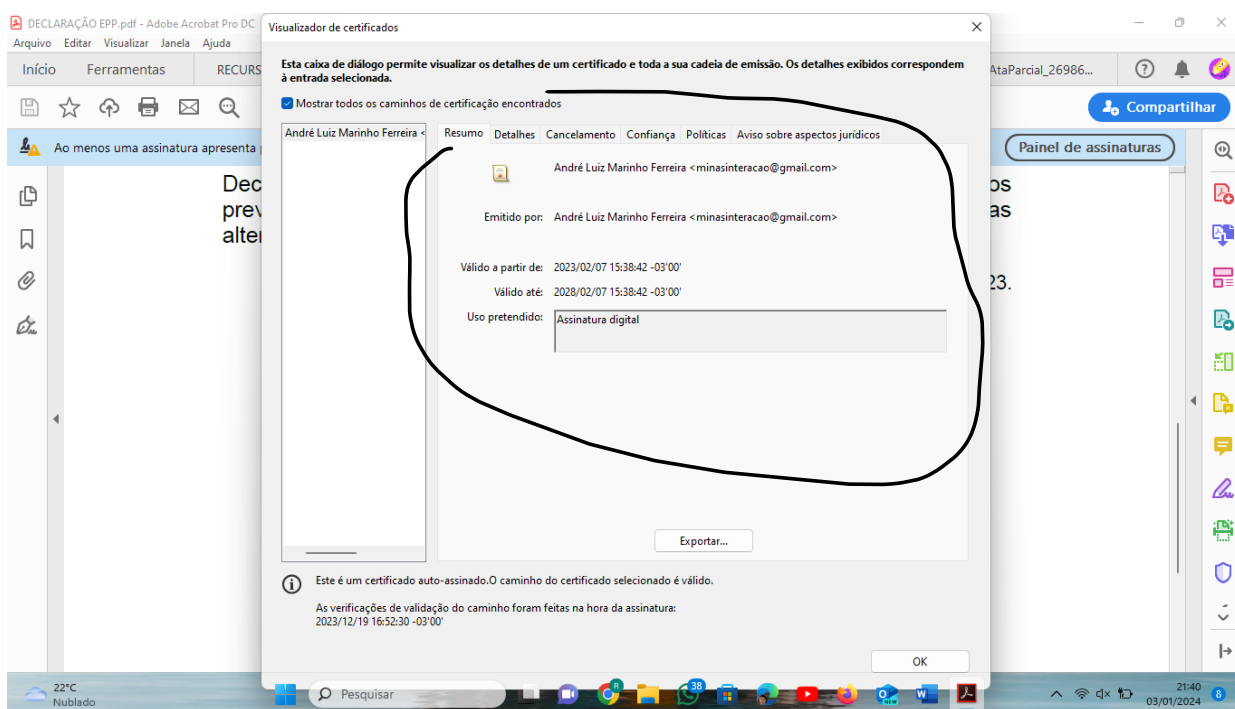 DECLARAÇÃO EPP.pdf - Adobe Acrobat Pro DC
Arquivo Editar Visualizar Janela Ajuda
Início Ferramentas RECURS
AtaParcial_26986...
Compartilhar
Ao menos uma assinatura apresenta
Painel de assinaturas
Dec
prev
alter
os
as
23.
Visualizador de certificados
Esta caixa de diálogo permite visualizar os detalhes de um certificado e toda a sua cadeia de emissão. Os detalhes exibidos correspondem
à entrada selecionada.
Mostrar todos os caminhos de certificação encontrados
André Luiz Marinho Ferreira <
Resumo Detalhes Cancelamento Confiança Políticas Aviso sobre aspectos jurídicos
André Luiz Marinho Ferreira <minasinteracao@gmail.com>
Emitido por: André Luiz Marinho Ferreira <minasinteracao@gmail.com>
Válido a partir de: 2023/02/07 15:38:42 -03'00'
Válido até: 2028/02/07 15:38:42 -03'00'
Uso pretendido: Assinatura digital
Exportar...
Este é um certificado auto-assinado.O caminho do certificado selecionado é válido.
As verificações de validação do caminho foram feitas na hora da assinatura:
2023/12/19 16:52:30 -03'00'
OK
22°C
Nublado
Pesquisar
38
NEW
21:40
03/01/2024
8